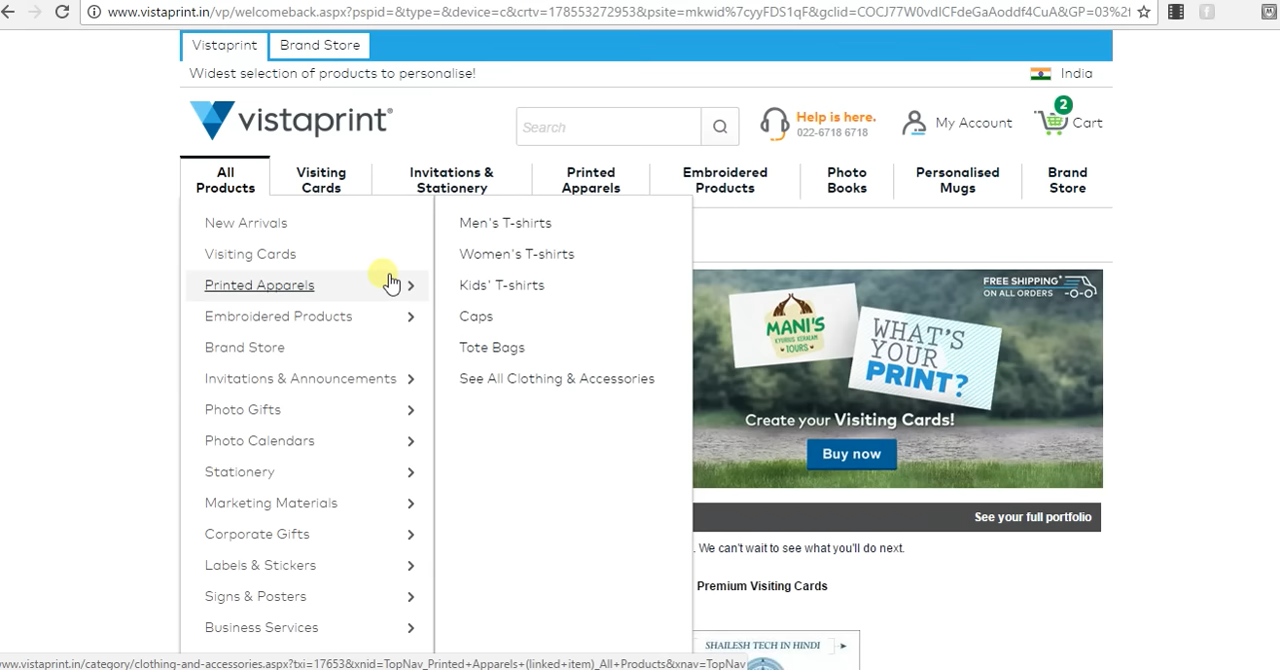 www.vistaprint.in/vp/welcomeback.aspx?pspid=&type=&device=c&crtv=178553272953&psite=mkwid%7cyyFDS1qF&gclid=COCJ77W0vdICFdeGaAoddf4CuA&GP=03%2
Vistaprint
Brand Store
Widest selection of products to personalise!
India
vistaprint®
Search
Help is here.
022-6718 6718
My Account
2
Cart
All
Products
Visiting
Cards
Invitations &
Stationery
Printed
Apparels
Embroidered
Products
Photo
Books
Personalised
Mugs
Brand
Store
New Arrivals
Visiting Cards
Printed Apparels
Embroidered Products
Brand Store
Invitations & Announcements
Photo Gifts
Photo Calendars
Stationery
Marketing Materials
Corporate Gifts
Labels & Stickers
Signs & Posters
Business Services
Men's T-shirts
Women's T-shirts
Kids' T-shirts
Caps
Tote Bags
See All Clothing & Accessories
FREE SHIPPING*
ON ALL ORDERS
MANI'S
TOURS
WHAT'S
YOUR
PRINT?
Create your Visiting Cards!
Buy now
See your full portfolio
. We can't wait to see what you'll do next.
Premium Visiting Cards
SHAILESH TECH IN HINDI
www.vistaprint.in/category/clothing-and-accessories.aspx?txi=17653&xnid=TopNav_Printed+Apparels+(linked+item)_All+Products&xnav=TopNav